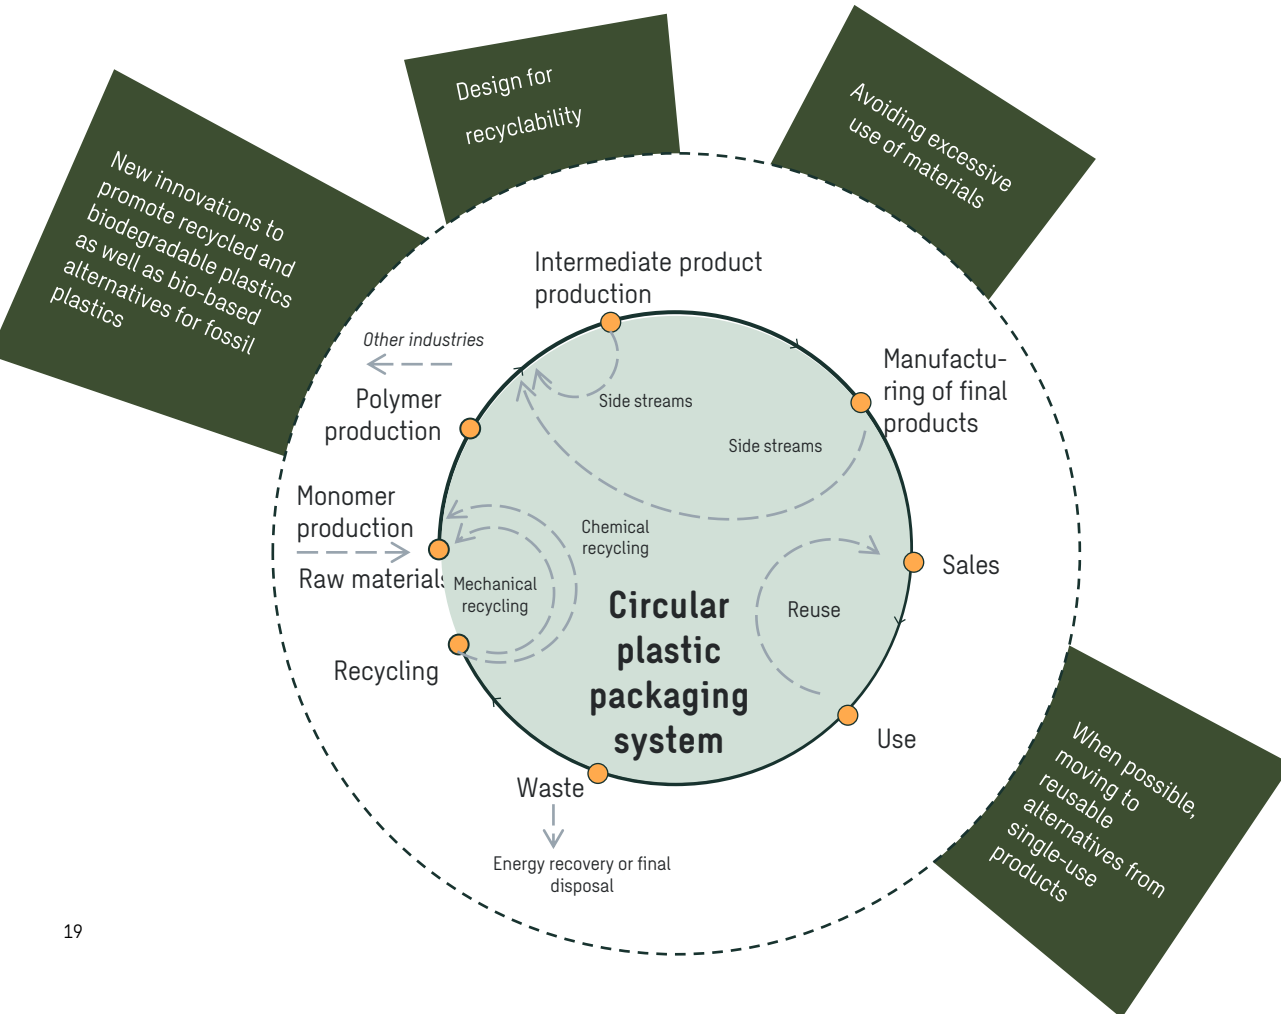 Design for
recyclability
Avoiding excessive
use of materials
New innovations to
promote recycled and
biodegradable plastics
as well as bio-based
alternatives for fossil
plastics
Intermediate product
production
Other industries
Manufactu-
ring of final
products
Polymer
production
Side streams
Side streams
Monomer
production
Chemical
recycling
Raw materials
Mechanical
recycling
Sales
Circular
plastic
packaging
system
Reuse
Recycling
Use
Waste
When possible,
moving to
reusable
alternatives from
single-use
products
Energy recovery or final
disposal
19